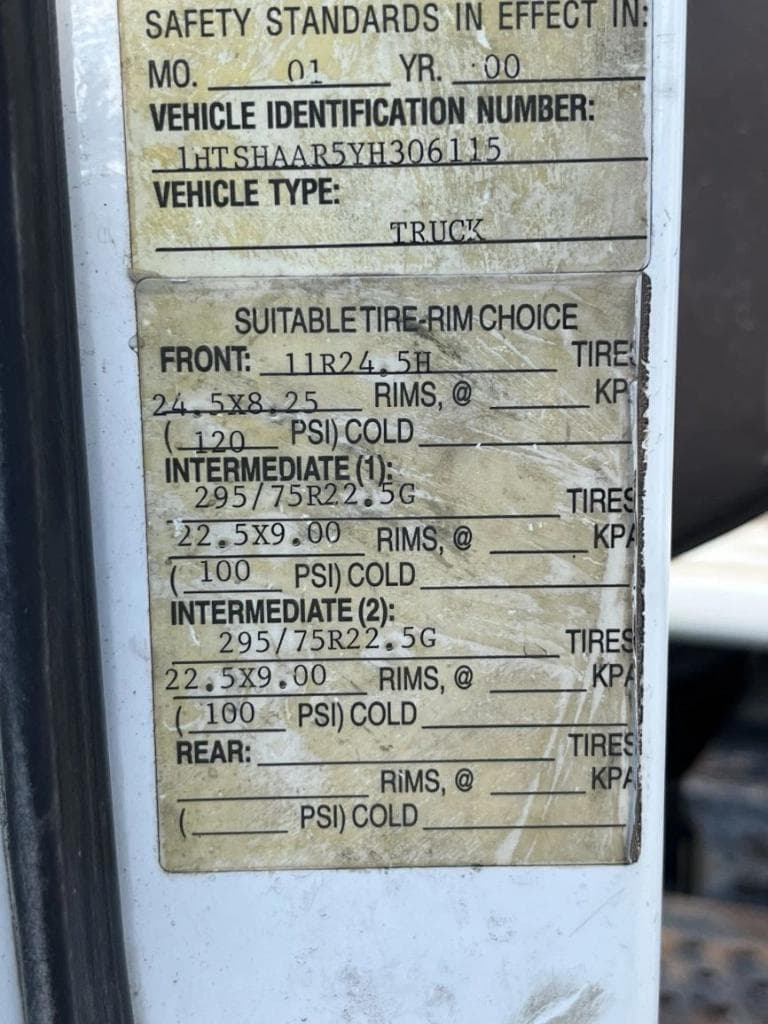 SAFETY STANDARDS IN EFFECT IN:
MO. 01 YR. 00
VEHICLE IDENTIFICATION NUMBER:
1HTSHAAR5YH306115
VEHICLE TYPE:
TRUCK
SUITABLE TIRE-RIM CHOICE
FRONT: 11R24.5H TIRES
24.5X8.25 RIMS, @ KP
( 120 PSI) COLD
INTERMEDIATE (1):
295/75R22.5G TIRES
22.5X9.00 RIMS, @ KPA
( 100 PSI) COLD
INTERMEDIATE (2):
295/75R22.5G TIRES
22.5X9.00 RIMS, @ KPA
( 100 PSI) COLD
REAR: TIRES
RiMS, @ KPA
( PSI) COLD